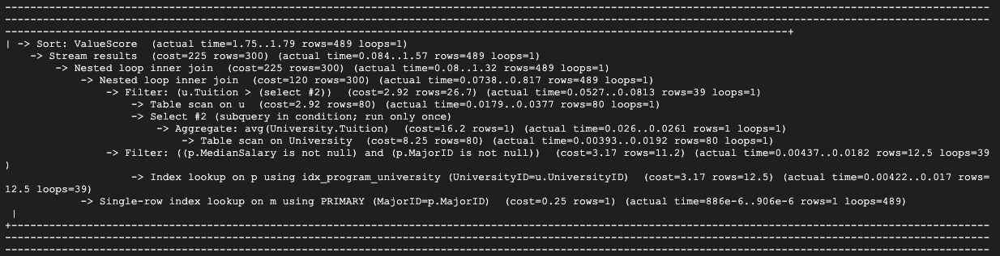 | -> Sort: ValueScore  (actual time=1.75..1.79 rows=489 loops=1)
    -> Stream results  (cost=225 rows=300) (actual time=0.084..1.57 rows=489 loops=1)
        -> Nested loop inner join  (cost=225 rows=300) (actual time=0.08..1.32 rows=489 loops=1)
            -> Nested loop inner join  (cost=120 rows=300) (actual time=0.0738..0.817 rows=489 loops=1)
                -> Filter: (u.Tuition > (select #2))  (cost=2.92 rows=26.7) (actual time=0.0527..0.0813 rows=39 loops=1)
                    -> Table scan on u  (cost=2.92 rows=80) (actual time=0.0179..0.0377 rows=80 loops=1)
                    -> Select #2 (subquery in condition; run only once)
                        -> Aggregate: avg(University.Tuition)  (cost=16.2 rows=1) (actual time=0.026..0.0261 rows=1 loops=1)
                            -> Table scan on University  (cost=8.25 rows=80) (actual time=0.00393..0.0192 rows=80 loops=1)
                -> Filter: ((p.MedianSalary is not null) and (p.MajorID is not null))  (cost=3.17 rows=11.2) (actual time=0.00437..0.0182 rows=12.5 loops=39
)
                    -> Index lookup on p using idx_program_university (UniversityID=u.UniversityID)  (cost=3.17 rows=12.5) (actual time=0.00422..0.017 rows=
12.5 loops=39)
            -> Single-row index lookup on m using PRIMARY (MajorID=p.MajorID)  (cost=0.25 rows=1) (actual time=886e-6..906e-6 rows=1 loops=489)
 |